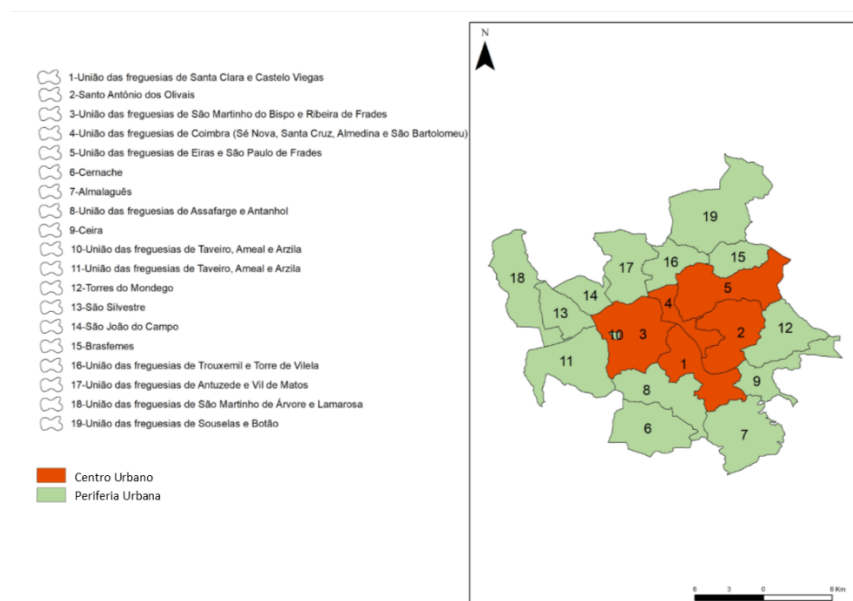 1-União das freguesias de Santa Clara e Castelo Viegas
2-Santo António dos Olivais
3-União das freguesias de São Martinho do Bispo e Ribeira de Frades
4-União das freguesias de Coimbra (Sé Nova, Santa Cruz, Almedina e São Bartolomeu)
5-União das freguesias de Eiras e São Paulo de Frades
6-Cernache
7-Almalaguês
8-União das freguesias de Assafarge e Antanhol
9-Ceira
10-União das freguesias de Taveiro, Ameal e Arzila
11-União das freguesias de Taveiro, Ameal e Arzila
12-Torres do Mondego
13-São Silvestre
14-São João do Campo
15-Brasfemes
16-União das freguesias de Trouxemil e Torre de Vilela
17-União das freguesias de Antuzede e Vil de Matos
18-União das freguesias de São Martinho de Árvore e Lamarosa
19-União das freguesias de Souselas e Botão
Centro Urbano
Periferia Urbana
N
19
15
16
17
18
5
14
4
13
12
2
10 3
11
1
9
8
6
7
6 3 0 6 Km